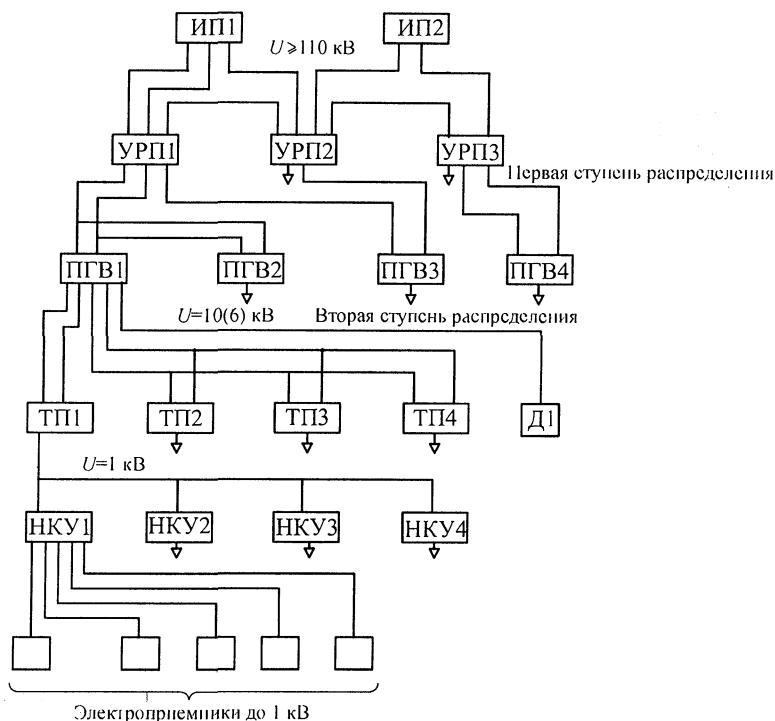 ИП1
ИП2
U⩾110 кВ
УРП1
УРП2
УРП3
Первая ступень распределения
ПГВ1
ПГВ2
ПГВ3
ПГВ4
U=10(6) кВ
Вторая ступень распределения
ТП1
ТП2
ТП3
ТП4
Д1
U=1 кВ
НКУ1
НКУ2
НКУ3
НКУ4
Электроприемники до 1 кВ